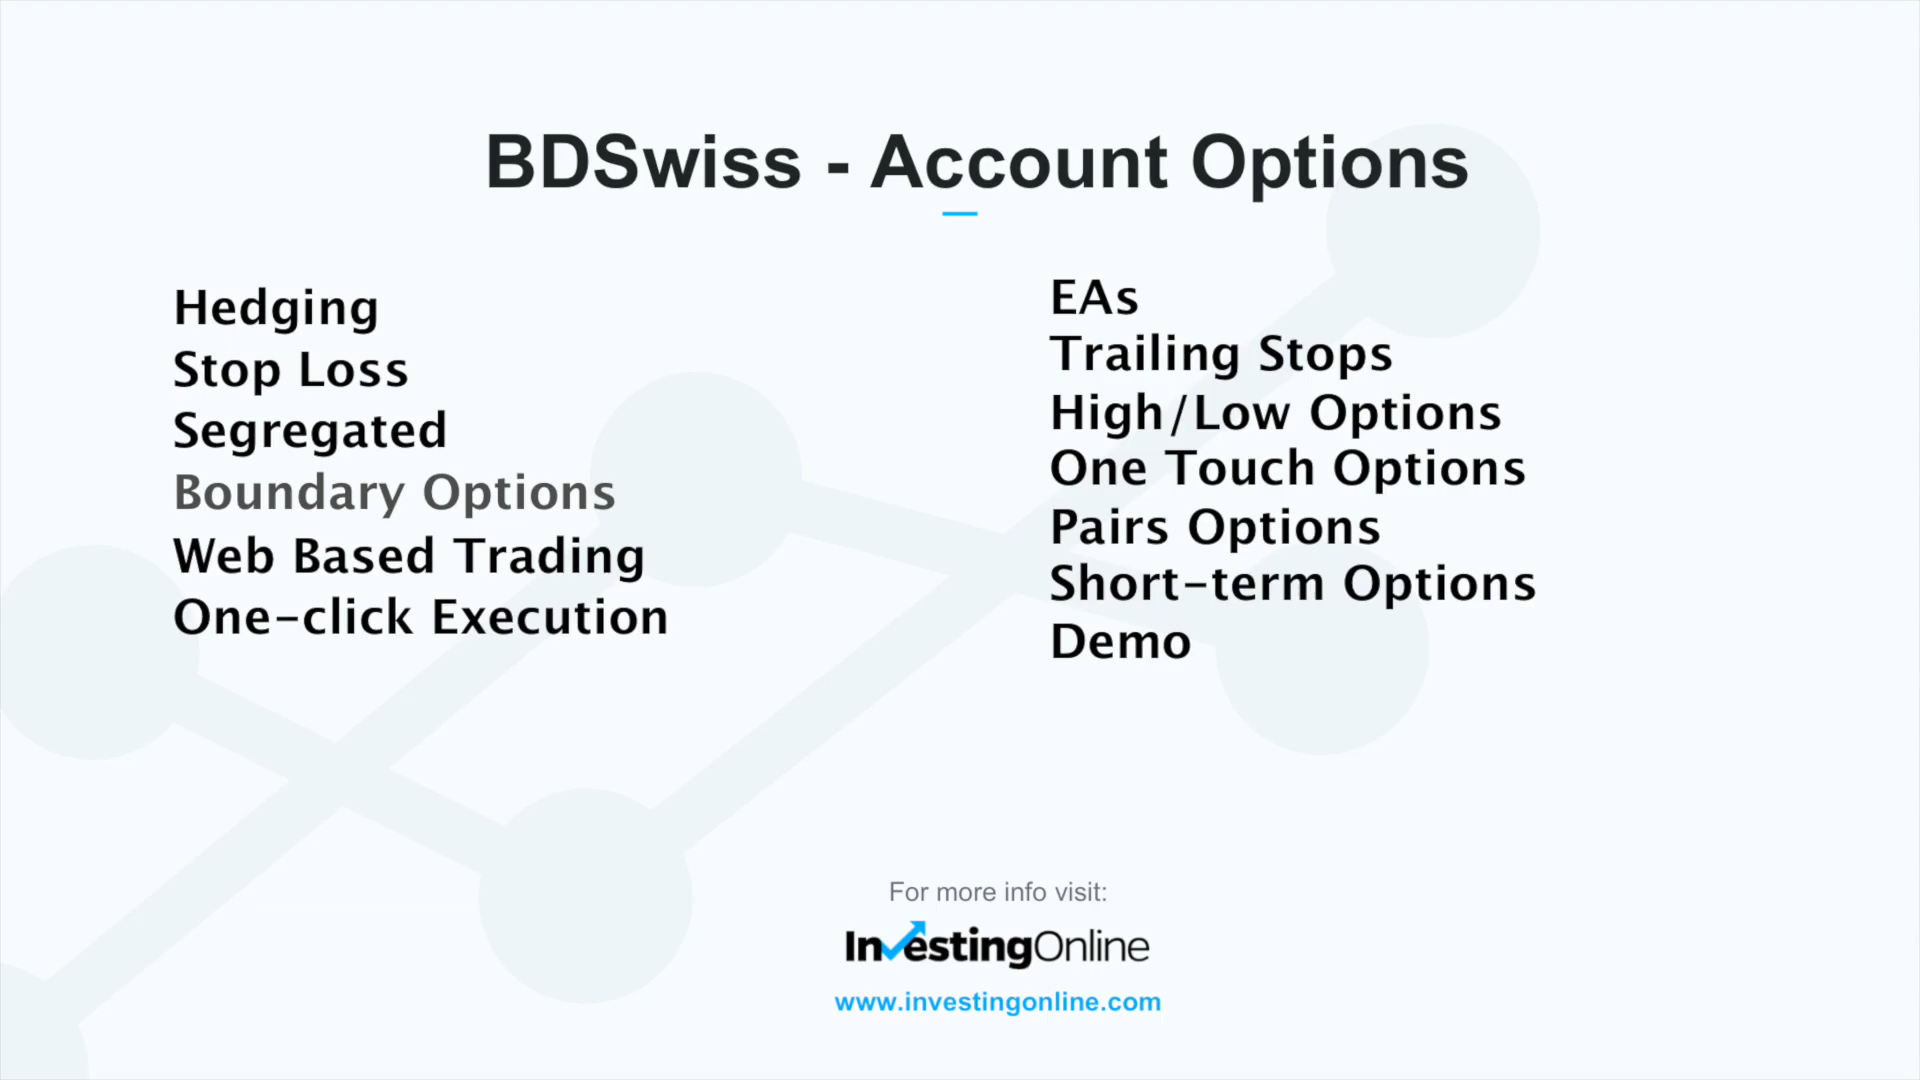 BDSwiss - Account Options
Hedging
Stop Loss
Segregated
Boundary Options
Web Based Trading
One-click Execution
EAs
Trailing Stops
High/Low Options
One Touch Options
Pairs Options
Short-term Options
Demo
For more info visit:
InvestingOnline
www.investingonline.com